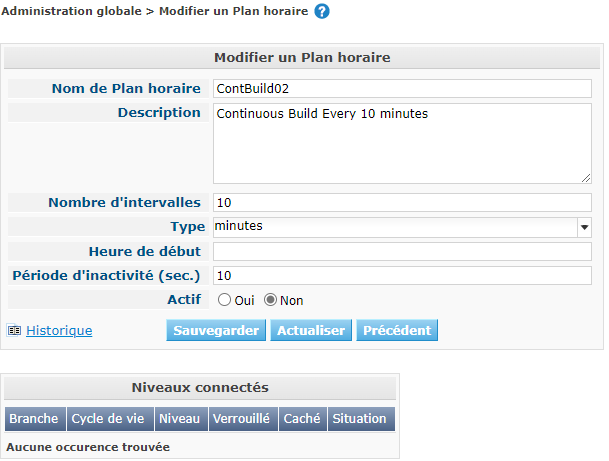 Administration globale > Modifier un Plan horaire ?
Modifier un Plan horaire
Nom de Plan horaire ContBuild02
Description Continuous Build Every 10 minutes
Nombre d'intervalles 10
Type minutes
Heure de début
Période d'inactivité (sec.) 10
Actif Oui Non
Historique Sauvegarder Actualiser Précédent
Niveaux connectés
Branche Cycle de vie Niveau Verrouillé Caché Situation
Aucune occurence trouvée